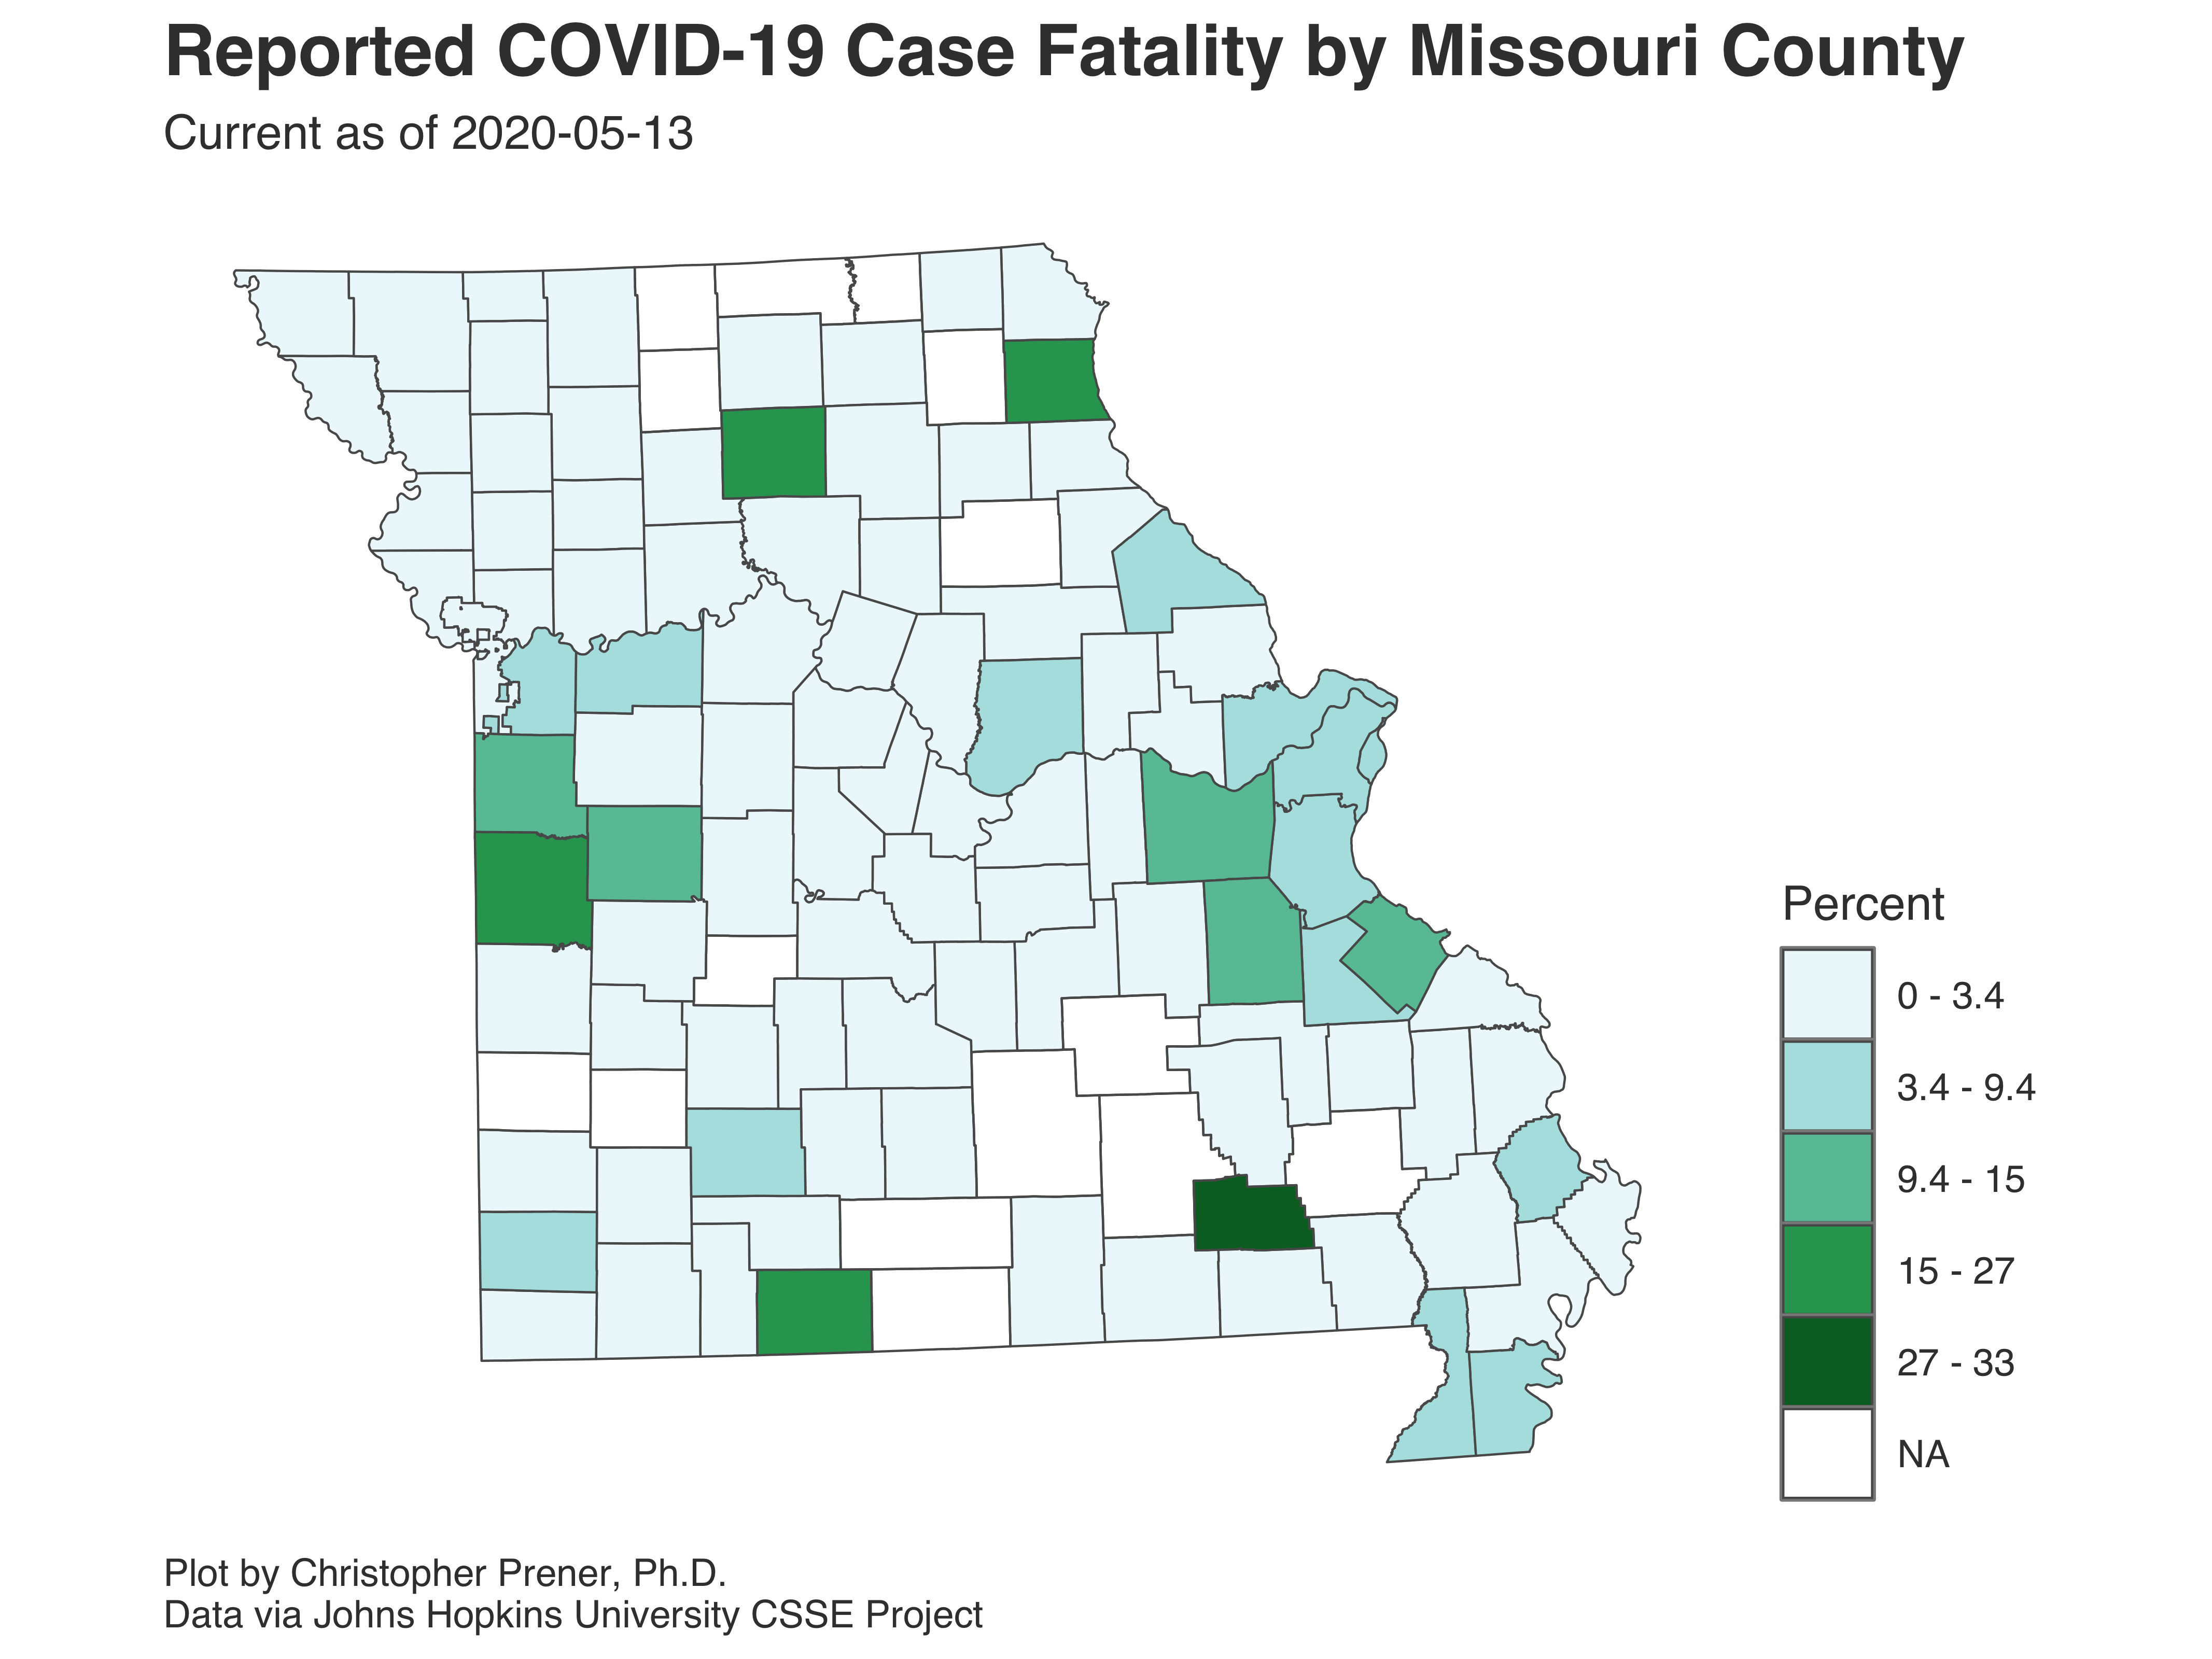 Reported COVID-19 Case Fatality by Missouri County
Current as of 2020-05-13
Percent
0 - 3.4
3.4 - 9.4
9.4 - 15
15 - 27
27 - 33
NA
Plot by Christopher Prener, Ph.D.
Data via Johns Hopkins University CSSE Project